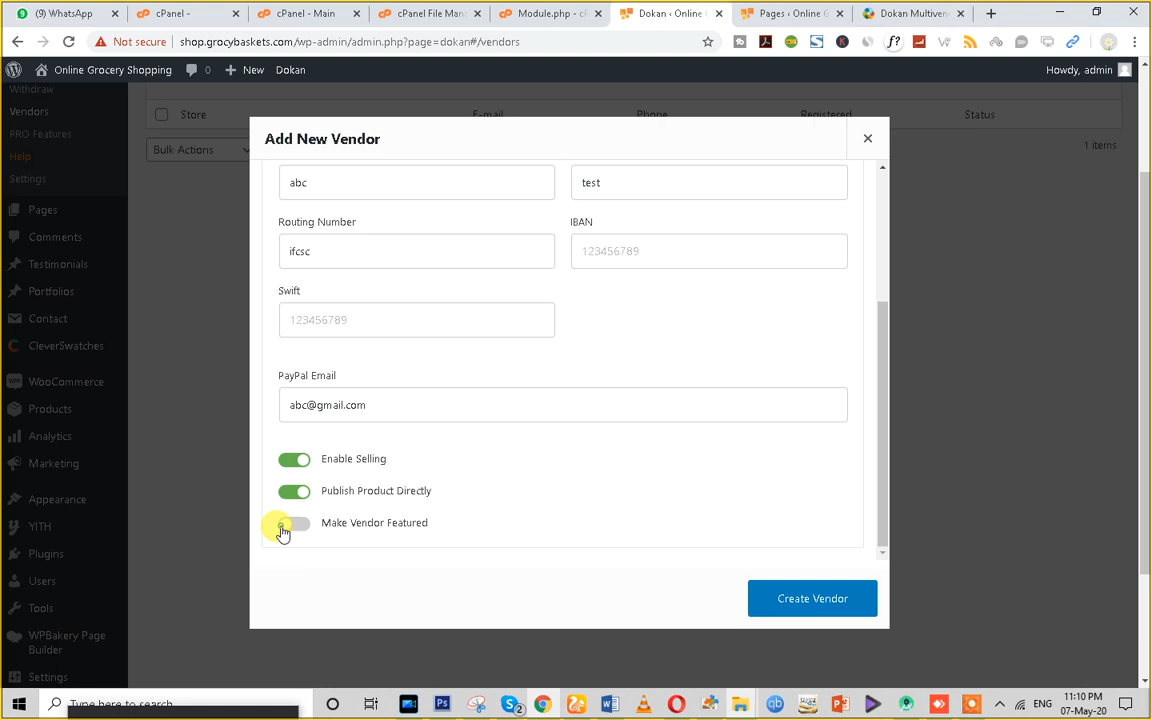 (9) WhatsApp
cPanel -
cPanel - Main
cPanel File Man
Module.php - cP
Dokan ‹ Online G
Pages ‹ Online G
Dokan Multivend
Not secure
shop.grocybaskets.com/wp-admin/admin.php?page=dokan#/vendors
Online Grocery Shopping
0
New
Dokan
Howdy, admin
Withdraw
Vendors
PRO Features
Help
Settings
Pages
Comments
Testimonials
Portfolios
Contact
CleverSwatches
WooCommerce
Products
Analytics
Marketing
Appearance
YITH
Plugins
Users
Tools
WPBakery Page
Builder
Settings
Store
E-mail
Phone
Registered
Status
Bulk Actions
1 items
Add New Vendor
abc
test
Routing Number
IBAN
ifcsc
123456789
Swift
123456789
PayPal Email
abc@gmail.com
Enable Selling
Publish Product Directly
Make Vendor Featured
Create Vendor
Type here to search
ENG
11:10 PM
07-May-20